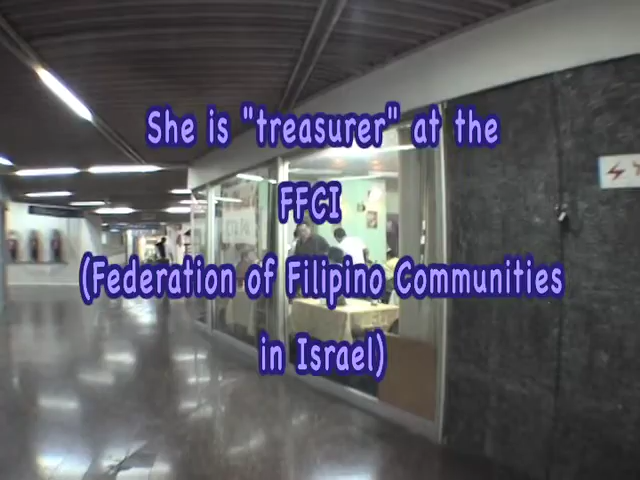 She is "treasurer" at the
FFCI
(Federation of Filipino Communities
in Israel)